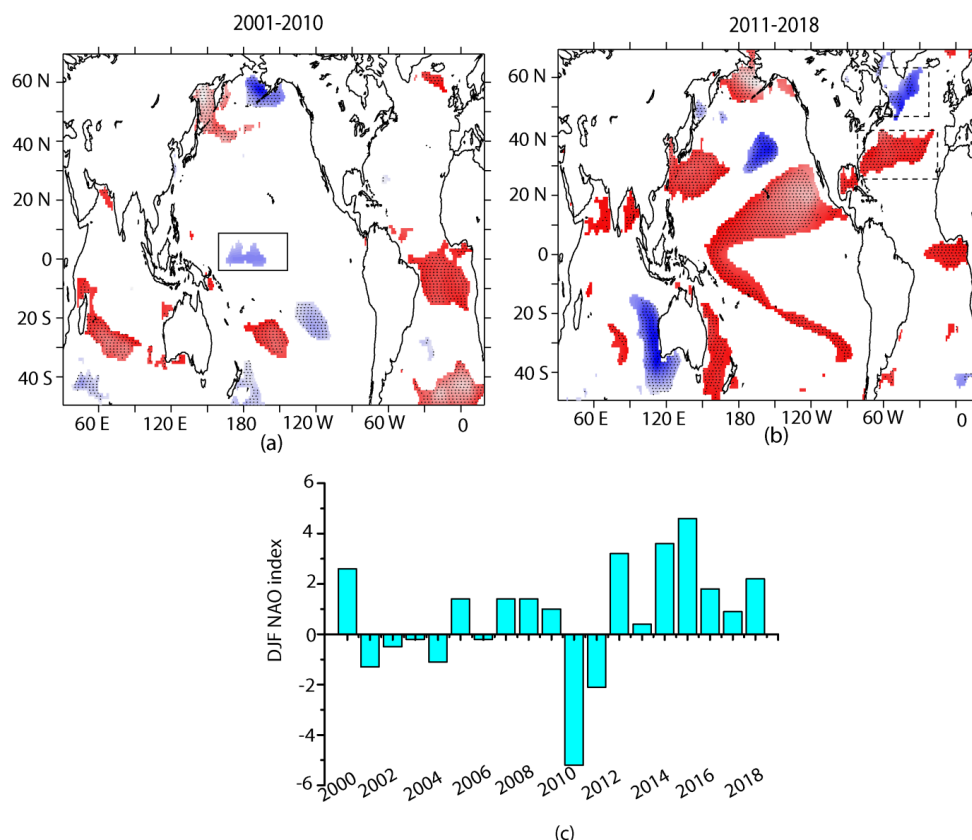 2001-2010
2011-2018
60 N
40 N
20 N
0
20 S
40 S
60 E
120 E
180
120 W
60 W
0
(a)
60 N
40 N
20 N
0
20 S
40 S
60 E
120 E
180
120 W
60 W
0
(b)
DJF NAO index
6
4
2
0
-2
-4
-6
2000
2002
2004
2006
2008
2010
2012
2014
2016
2018
(c)